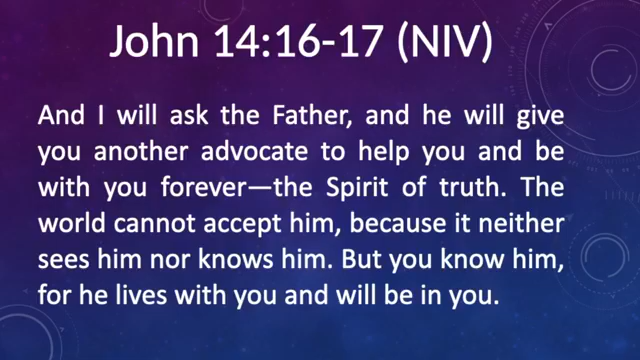 John 14:16-17 (NIV)
And I will ask the Father, and he will give
you another advocate to help you and be
with you forever—the Spirit of truth. The
world cannot accept him, because it neither
sees him nor knows him. But you know him,
for he lives with you and will be in you.